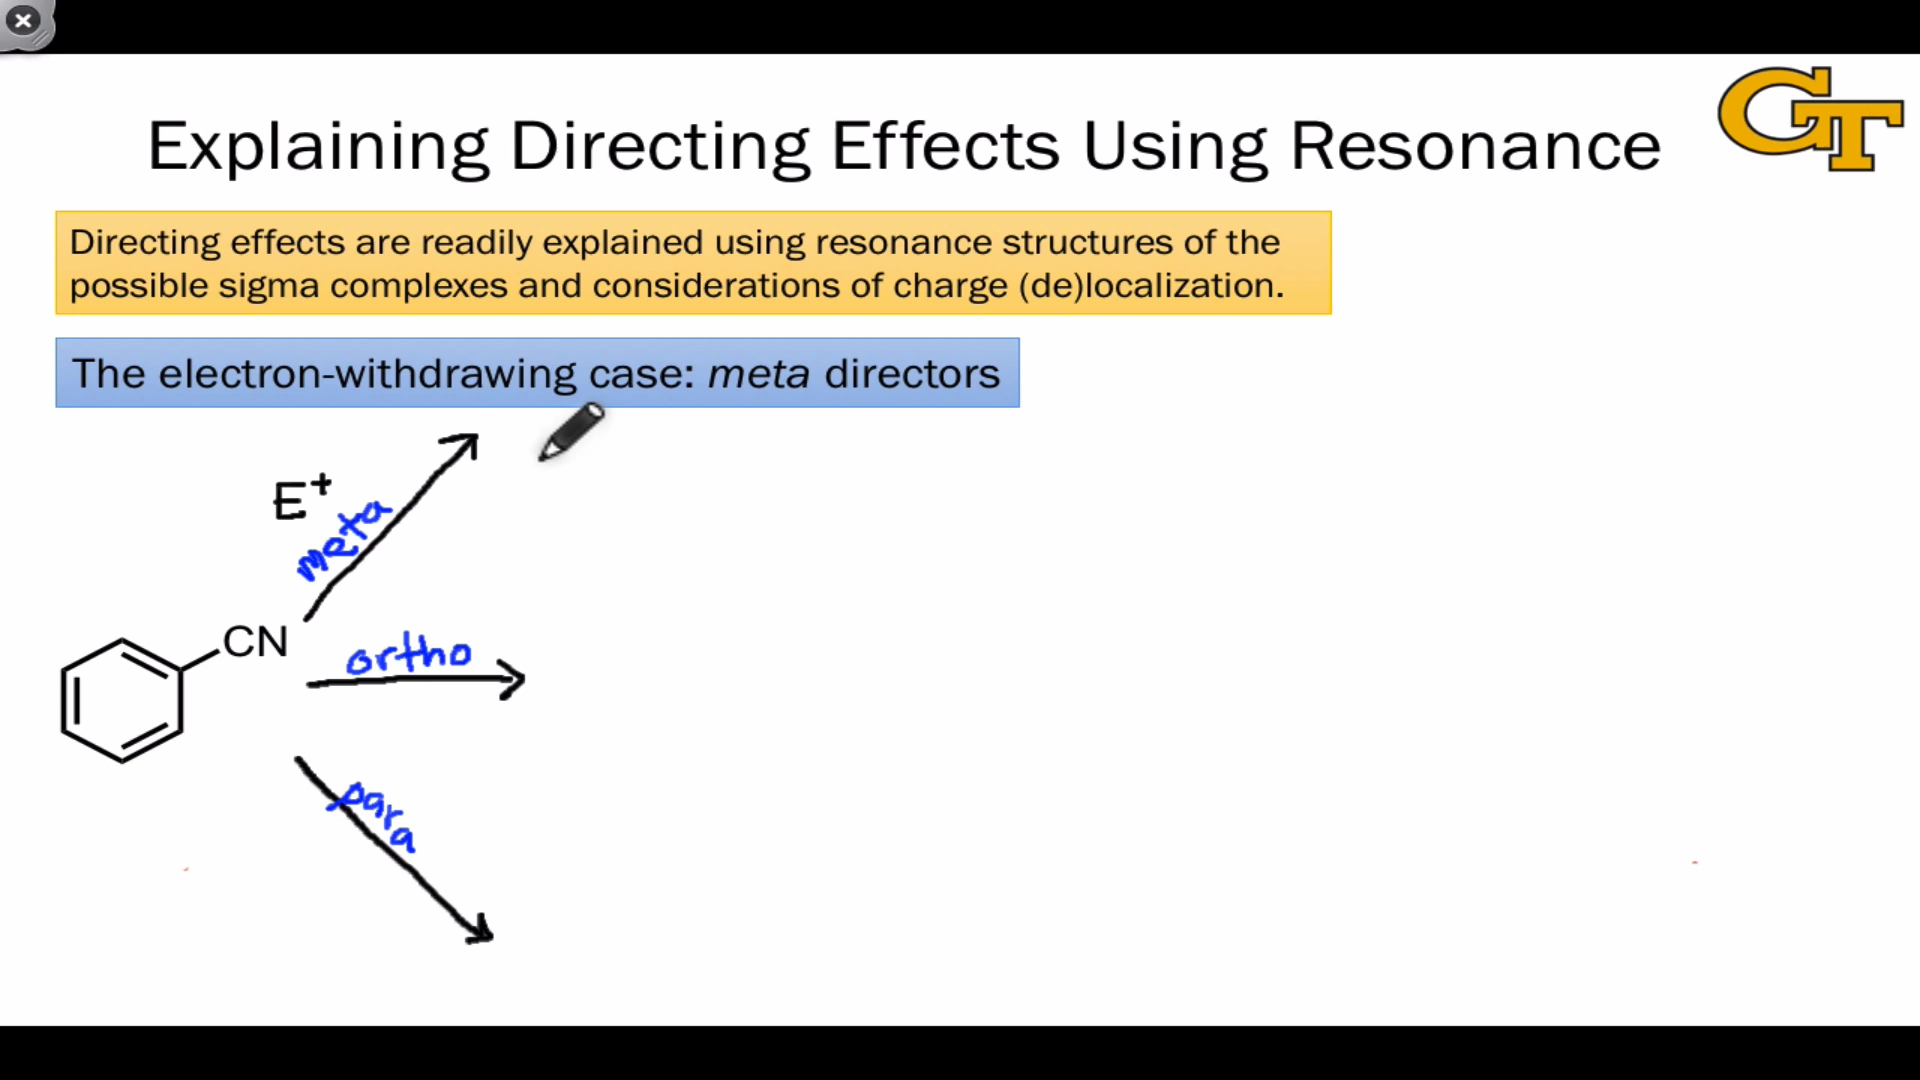 Explaining Directing Effects Using Resonance
GT
Directing effects are readily explained using resonance structures of the
possible sigma complexes and considerations of charge (de)localization.
The electron-withdrawing case: meta directors
E+
meta
CN
ortho
para